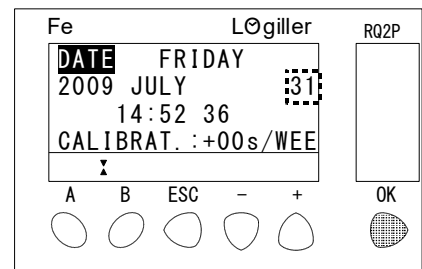 Fe LOgiller RQ2P
DATE FRIDAY
2009 JULY 31
14:52 36
CALIBRAT.:+00s/WEE
A B ESC - + OK